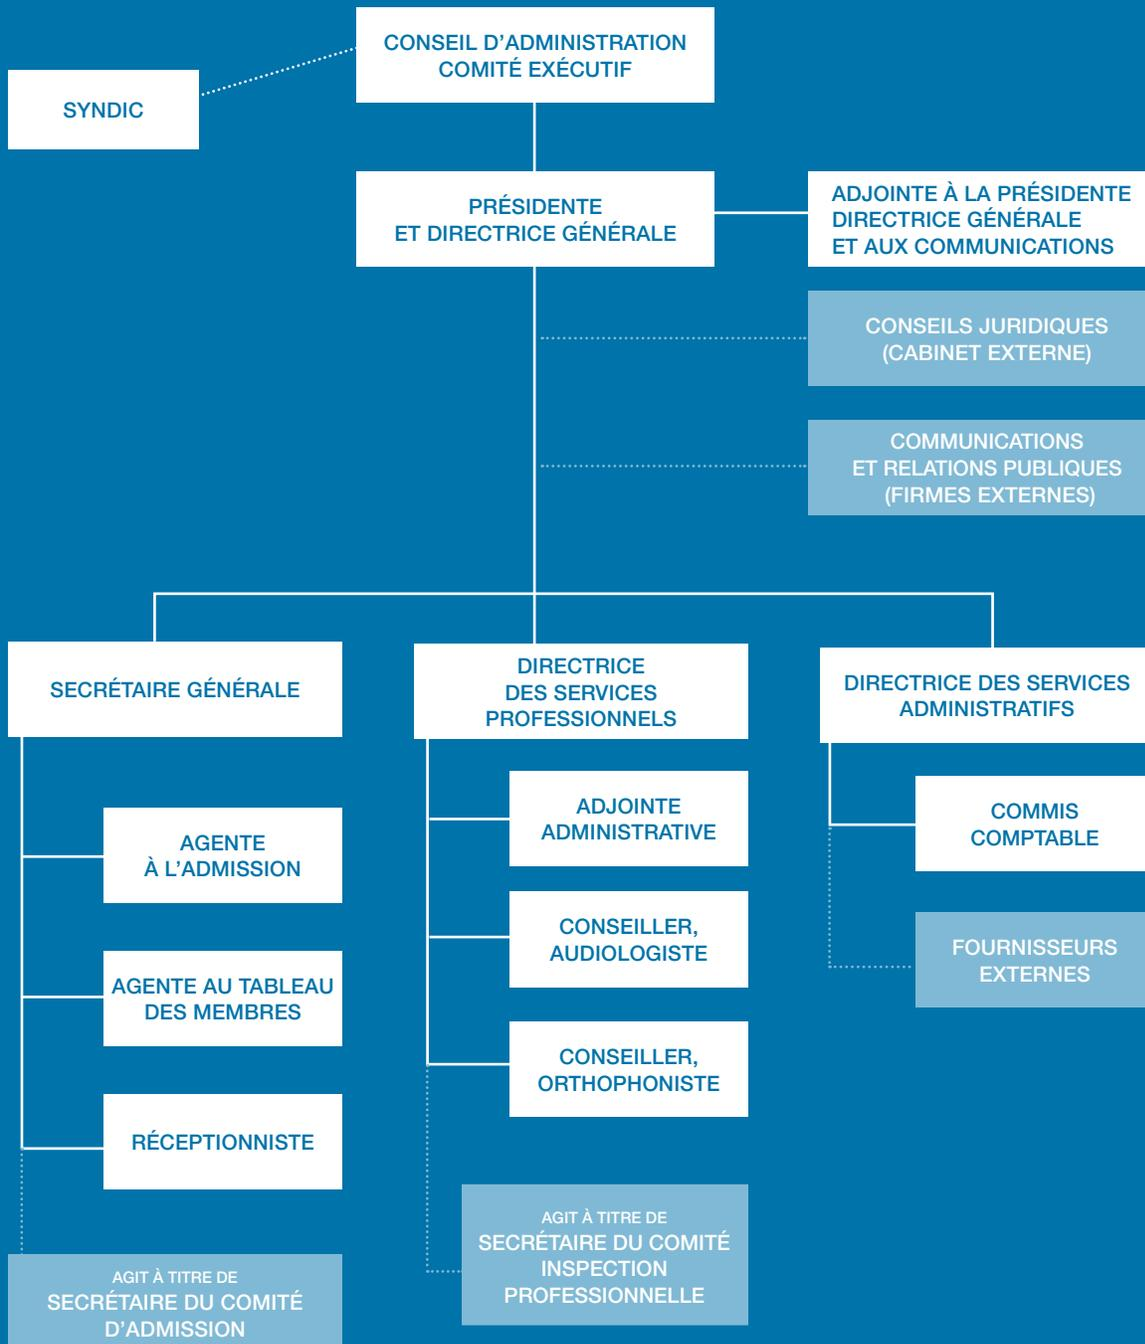 CONSEIL D’ADMINISTRATION
COMITÉ EXÉCUTIF
SYNDIC
PRÉSIDENTE
ET DIRECTRICE GÉNÉRALE
ADJOINTE À LA PRÉSIDENTE
DIRECTRICE GÉNÉRALE
ET AUX COMMUNICATIONS
CONSEILS JURIDIQUES
(CABINET EXTERNE)
COMMUNICATIONS
ET RELATIONS PUBLIQUES
(FIRMES EXTERNES)
SECRÉTAIRE GÉNÉRALE
AGENTE
À L’ADMISSION
AGENTE AU TABLEAU
DES MEMBRES
RÉCEPTIONNISTE
AGIT À TITRE DE
SECRÉTAIRE DU COMITÉ
D’ADMISSION
DIRECTRICE
DES SERVICES
PROFESSIONNELS
ADJOINTE
ADMINISTRATIVE
CONSEILLER,
AUDIOLOGISTE
CONSEILLER,
ORTHOPHONISTE
AGIT À TITRE DE
SECRÉTAIRE DU COMITÉ
INSPECTION
PROFESSIONNELLE
DIRECTRICE DES SERVICES
ADMINISTRATIFS
COMMIS
COMPTABLE
FOURNISSEURS
EXTERNES